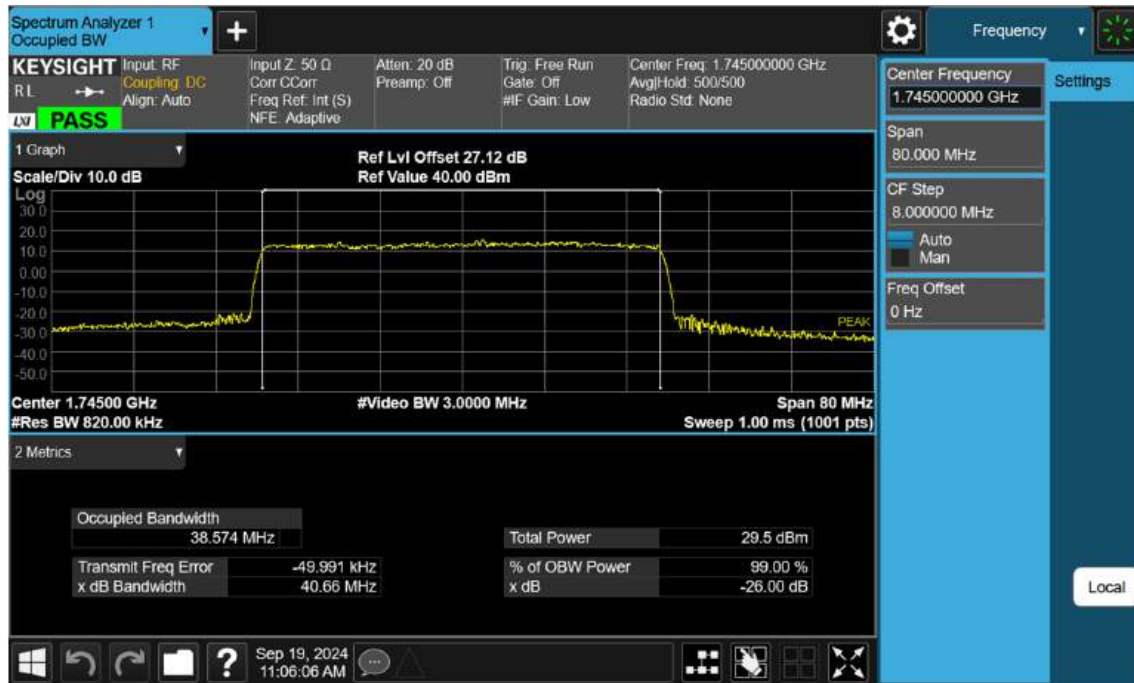 Spectrum Analyzer 1
Occupied BW
+
Frequency
KEYSIGHT
R L
LXI PASS
Input: RF
Coupling: DC
Align: Auto
Input Z: 50 Ω
Corr CCorr
Freq Ref: Int (S)
NFE: Adaptive
Atten: 20 dB
Preamp: Off
Trig: Free Run
Gate: Off
#IF Gain: Low
Center Freq: 1.745000000 GHz
Avg|Hold: 500/500
Radio Std: None
1 Graph
Scale/Div 10.0 dB
Ref Lvl Offset 27.12 dB
Ref Value 40.00 dBm
Log
30.0
20.0
10.0
0.00
-10.0
-20.0
-30.0
-40.0
-50.0
PEAK
Center 1.74500 GHz
#Res BW 820.00 kHz
#Video BW 3.0000 MHz
Span 80 MHz
Sweep 1.00 ms (1001 pts)
2 Metrics
Occupied Bandwidth
38.574 MHz
Total Power 29.5 dBm
Transmit Freq Error -49.991 kHz
% of OBW Power 99.00 %
x dB Bandwidth 40.66 MHz
x dB -26.00 dB
Center Frequency
1.745000000 GHz
Settings
Span
80.000 MHz
CF Step
8.000000 MHz
Auto
Man
Freq Offset
0 Hz
Local
?
Sep 19, 2024
11:06:06 AM